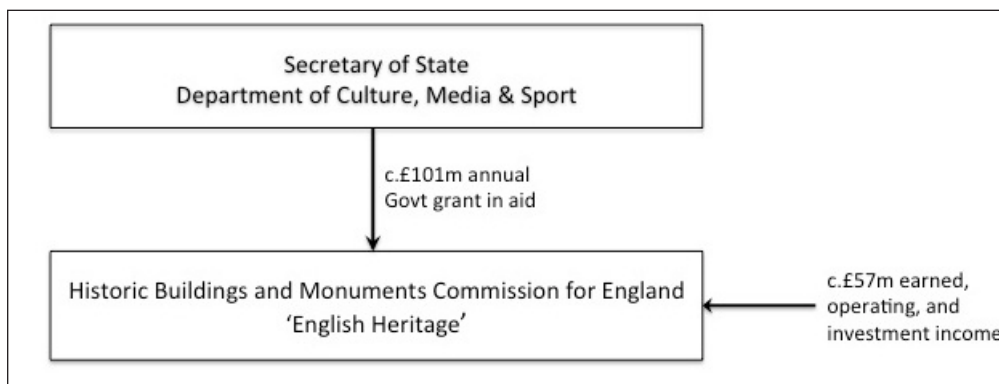 Secretary of State
Department of Culture, Media & Sport
c.£101m annual
Govt grant in aid
Historic Buildings and Monuments Commission for England
‘English Heritage’
c.£57m earned,
operating, and
investment income